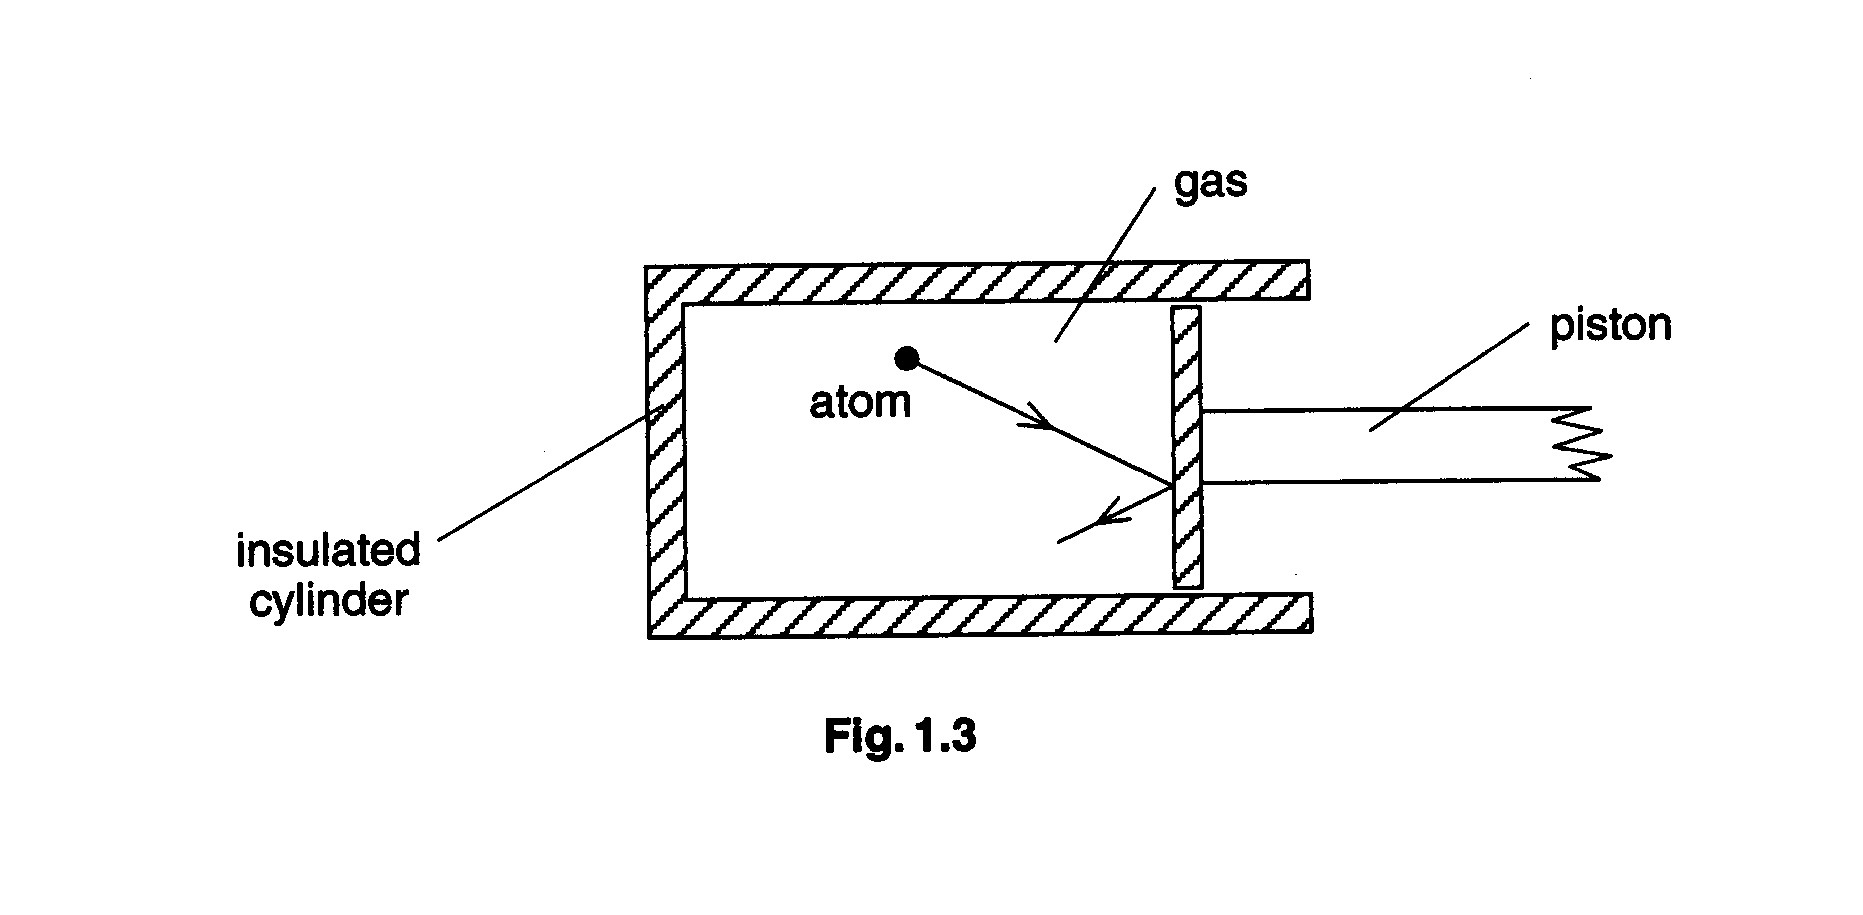 gas
piston
atom
insulated
cylinder
Fig. 1.3